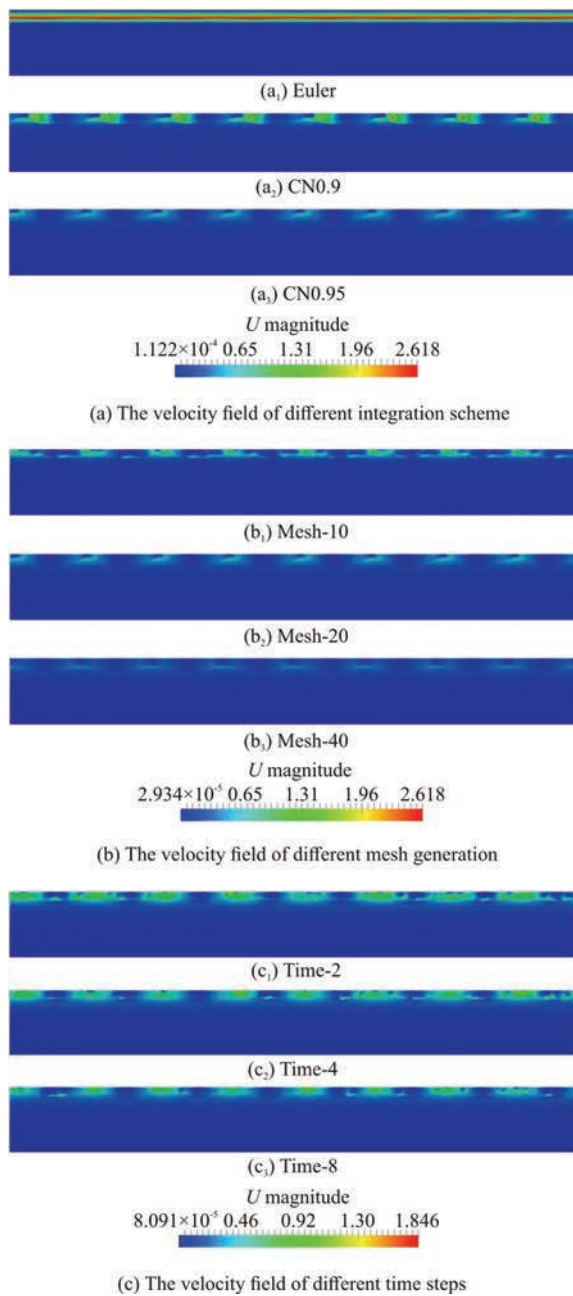 (a₁) Euler
(a₂) CN0.9
(a₃) CN0.95
U magnitude
1.122×10⁻⁴ 0.65 1.31 1.96 2.618
(a) The velocity field of different integration scheme
(b₁) Mesh-10
(b₂) Mesh-20
(b₃) Mesh-40
U magnitude
2.934×10⁻⁵ 0.65 1.31 1.96 2.618
(b) The velocity field of different mesh generation
(c₁) Time-2
(c₂) Time-4
(c₃) Time-8
U magnitude
8.091×10⁻⁵ 0.46 0.92 1.30 1.846
(c) The velocity field of different time steps